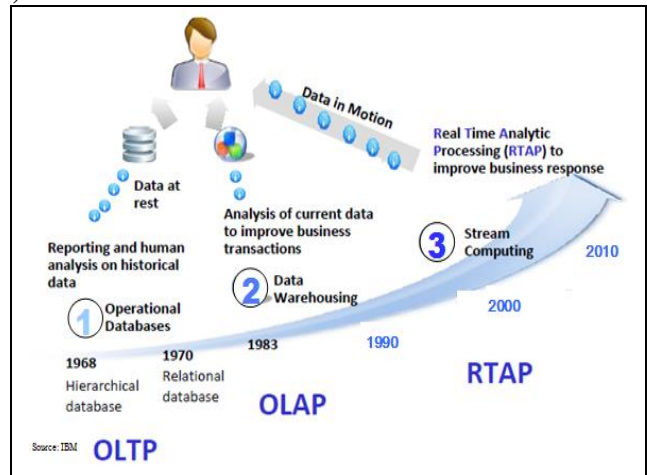 Data in Motion
Real Time Analytic
Processing (RTAP) to
improve business response
Data at
rest
Analysis of current data
to improve business
transactions
Reporting and human
analysis on historical
data
1 Operational
Databases
2 Data
Warehousing
3 Stream
Computing
2010
2000
1990
1983
1970
Relational
database
1968
Hierarchical
database
RTAP
OLAP
Source: IBM OLTP